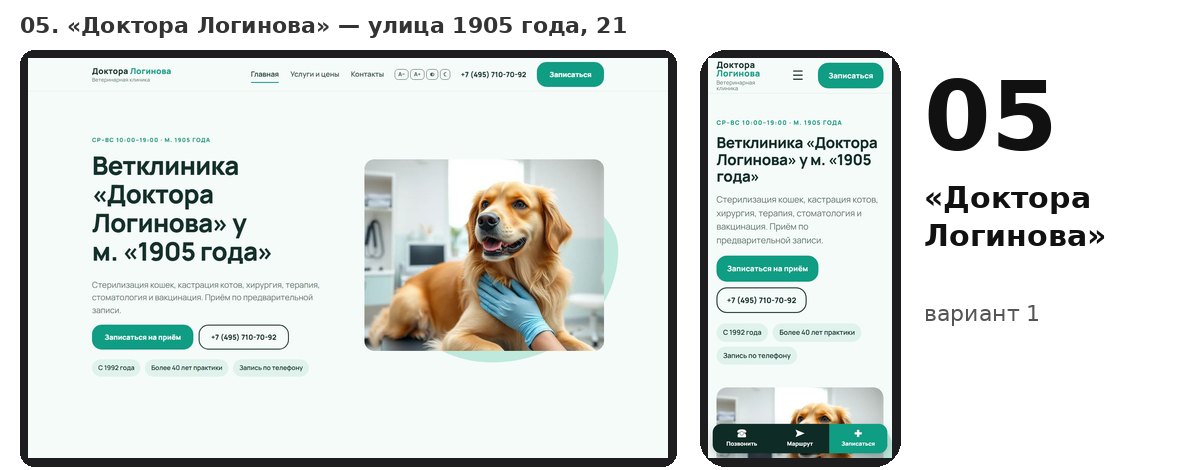 05. «Доктора Логинова» — улица 1905 года, 21
Доктора Логинова
Ветеринарная клиника
Главная Услуги и цены Контакты A- A+ +7 (495) 710-70-92 Записаться
СР–ВС 10:00–19:00 · М. 1905 ГОДА
Ветклиника
«Доктора
Логинова» у
м. «1905 года»
Стерилизация кошек, кастрация котов, хирургия, терапия,
стоматология и вакцинация. Приём по предварительной
записи.
Записаться на приём +7 (495) 710-70-92
С 1992 года Более 40 лет практики Запись по телефону
Доктора
Логинова
Ветеринарная
клиника
Записаться
СР–ВС 10:00–19:00 · М. 1905 ГОДА
Ветклиника «Доктора
Логинова» у м. «1905
года»
Стерилизация кошек, кастрация котов,
хирургия, терапия, стоматология и
вакцинация. Приём по
предварительной записи.
Записаться на приём
+7 (495) 710-70-92
С 1992 года Более 40 лет практики
Запись по телефону
Позвонить Маршрут Записаться
05
«Доктора
Логинова»
вариант 1